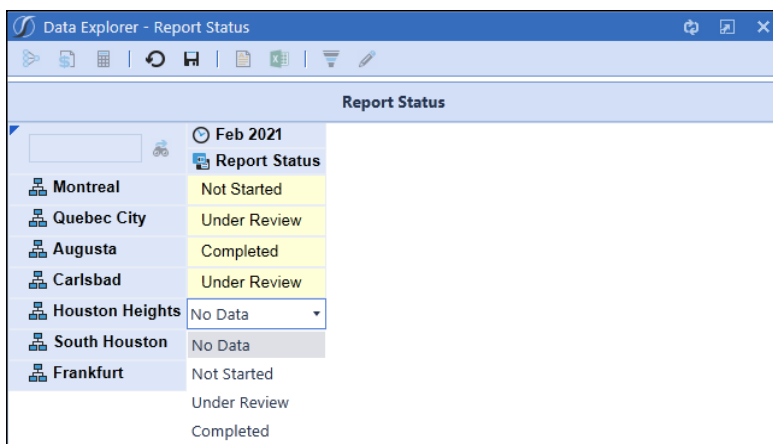 Data Explorer - Report Status
Report Status
Feb 2021
Report Status
Montreal Not Started
Quebec City Under Review
Augusta Completed
Carlsbad Under Review
Houston Heights No Data
South Houston No Data
Frankfurt Not Started
Under Review
Completed